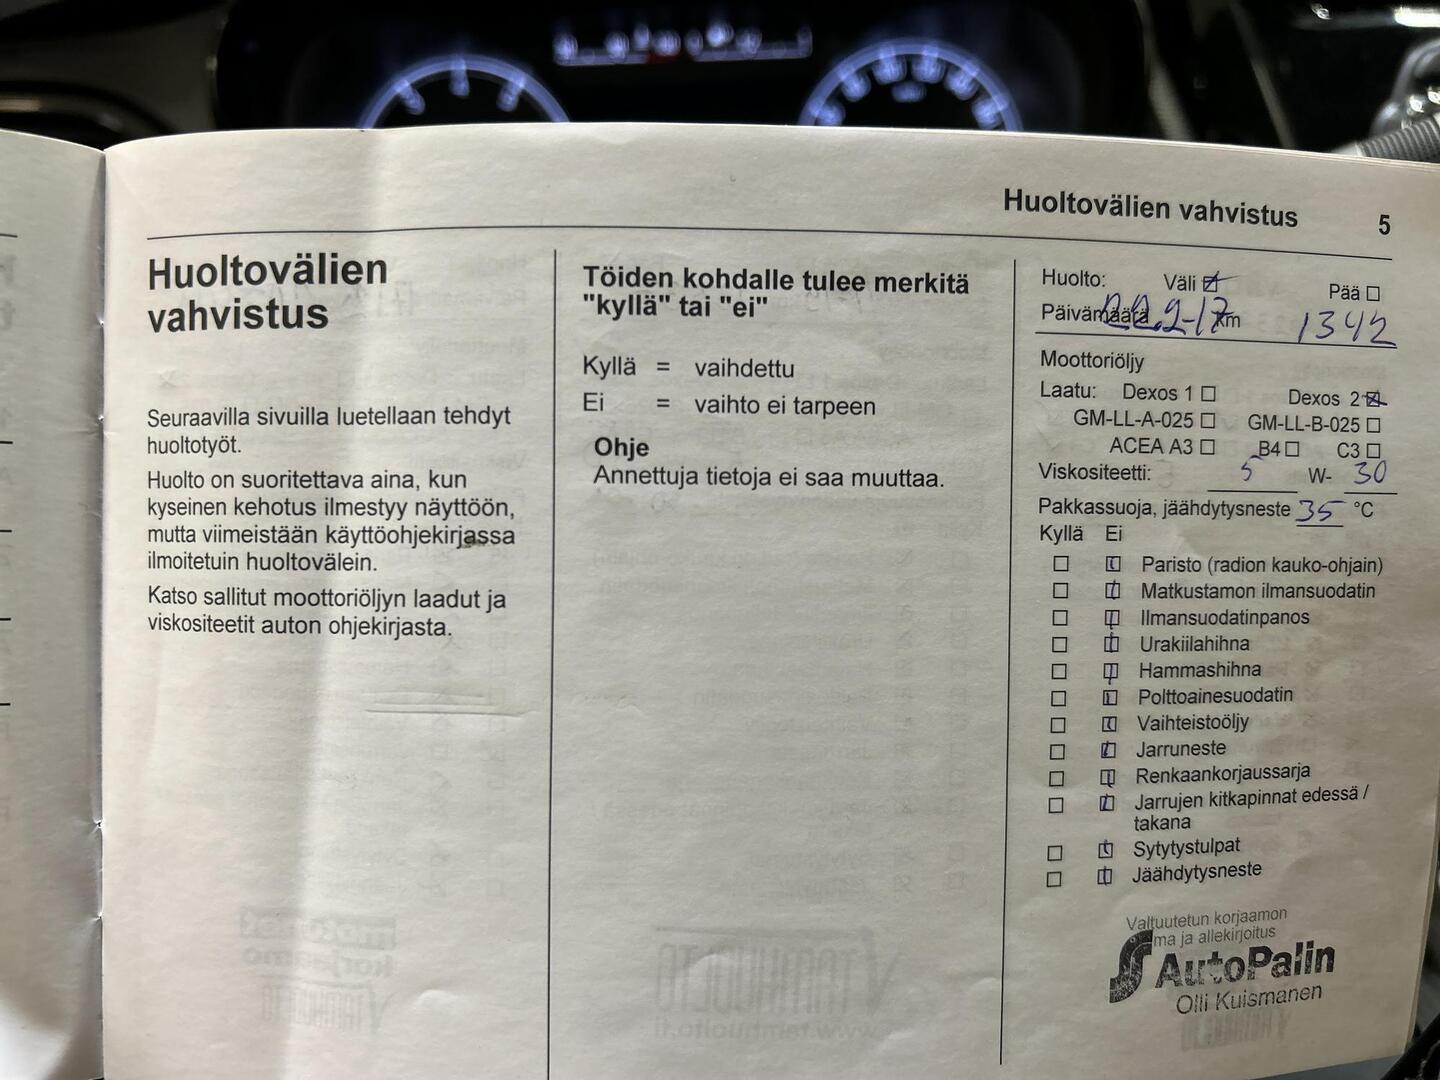 Huoltovälien vahvistus 5
Huoltovälien
vahvistus
Seuraavilla sivuilla luetellaan tehdyt
huoltotyöt.
Huolto on suoritettava aina, kun
kyseinen kehotus ilmestyy näyttöön,
mutta viimeistään käyttöohjekirjassa
ilmoitetuin huoltovälein.
Katso sallitut moottoriöljyn laadut ja
viskositeetit auton ohjekirjasta.
Töiden kohdalle tulee merkitä
"kyllä" tai "ei"
Kyllä = vaihdettu
Ei = vaihto ei tarpeen
Ohje
Annettuja tietoja ei saa muuttaa.
Huolto: Väli Pää
Päivämäärä 22.9-17 km 1342
Moottoriöljy
Laatu: Dexos 1 Dexos 2
GM-LL-A-025 GM-LL-B-025
ACEA A3 B4 C3
Viskositeetti: 5 W- 30
Pakkassuoja, jäähdytysneste 35 °C
Kyllä Ei
Paristo (radion kauko-ohjain)
Matkustamon ilmansuodatin
Ilmansuodatinpanos
Urakiilahihna
Hammashihna
Polttoainesuodatin
Vaihteistoöljy
Jarruneste
Renkaankorjaussarja
Jarrujen kitkapinnat edessä /
takana
Sytytystulpat
Jäähdytysneste
Valtuutetun korjaamon
ma ja allekirjoitus
AutoPalin
Olli Kuismanen